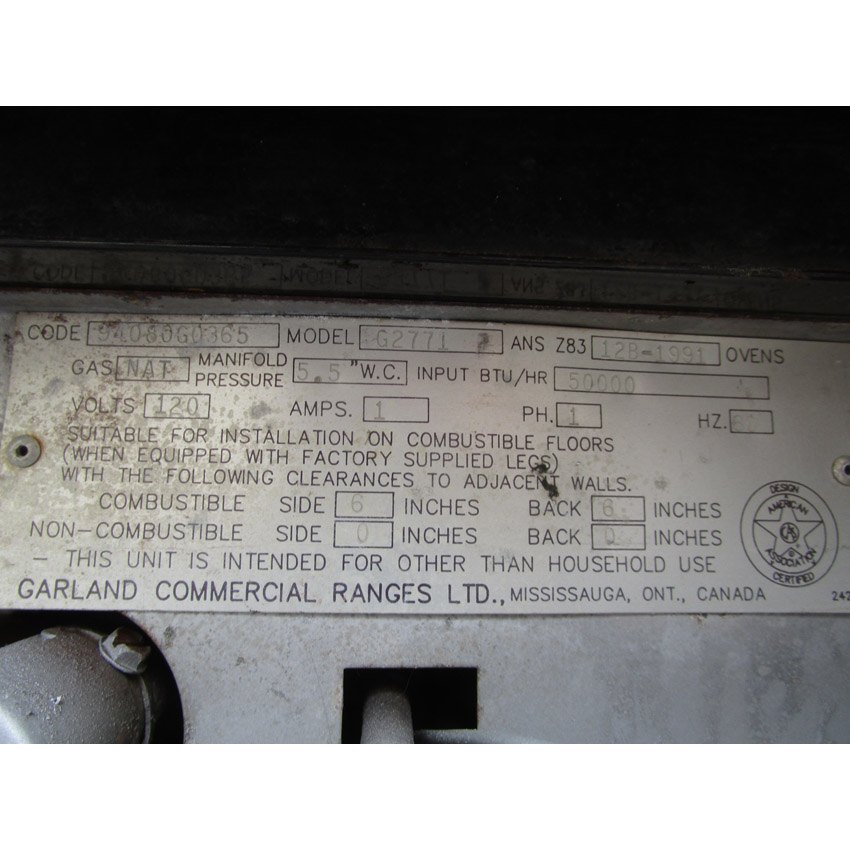 CODE 94080G0365 MODEL G2771 ANS Z83 12B-1991 OVENS
GAS NAT MANIFOLD PRESSURE 5.5 "W.C. INPUT BTU/HR 50000
VOLTS 120 AMPS. 1 PH. 1 HZ.
SUITABLE FOR INSTALLATION ON COMBUSTIBLE FLOORS
(WHEN EQUIPPED WITH FACTORY SUPPLIED LEGS)
WITH THE FOLLOWING CLEARANCES TO ADJACENT WALLS.
COMBUSTIBLE SIDE 6 INCHES BACK 6 INCHES
NON-COMBUSTIBLE SIDE 0 INCHES BACK 0 INCHES
- THIS UNIT IS INTENDED FOR OTHER THAN HOUSEHOLD USE
GARLAND COMMERCIAL RANGES LTD., MISSISSAUGA, ONT., CANADA
242
DESIGN
AMERICAN
ASSOCIATION
CERTIFIED